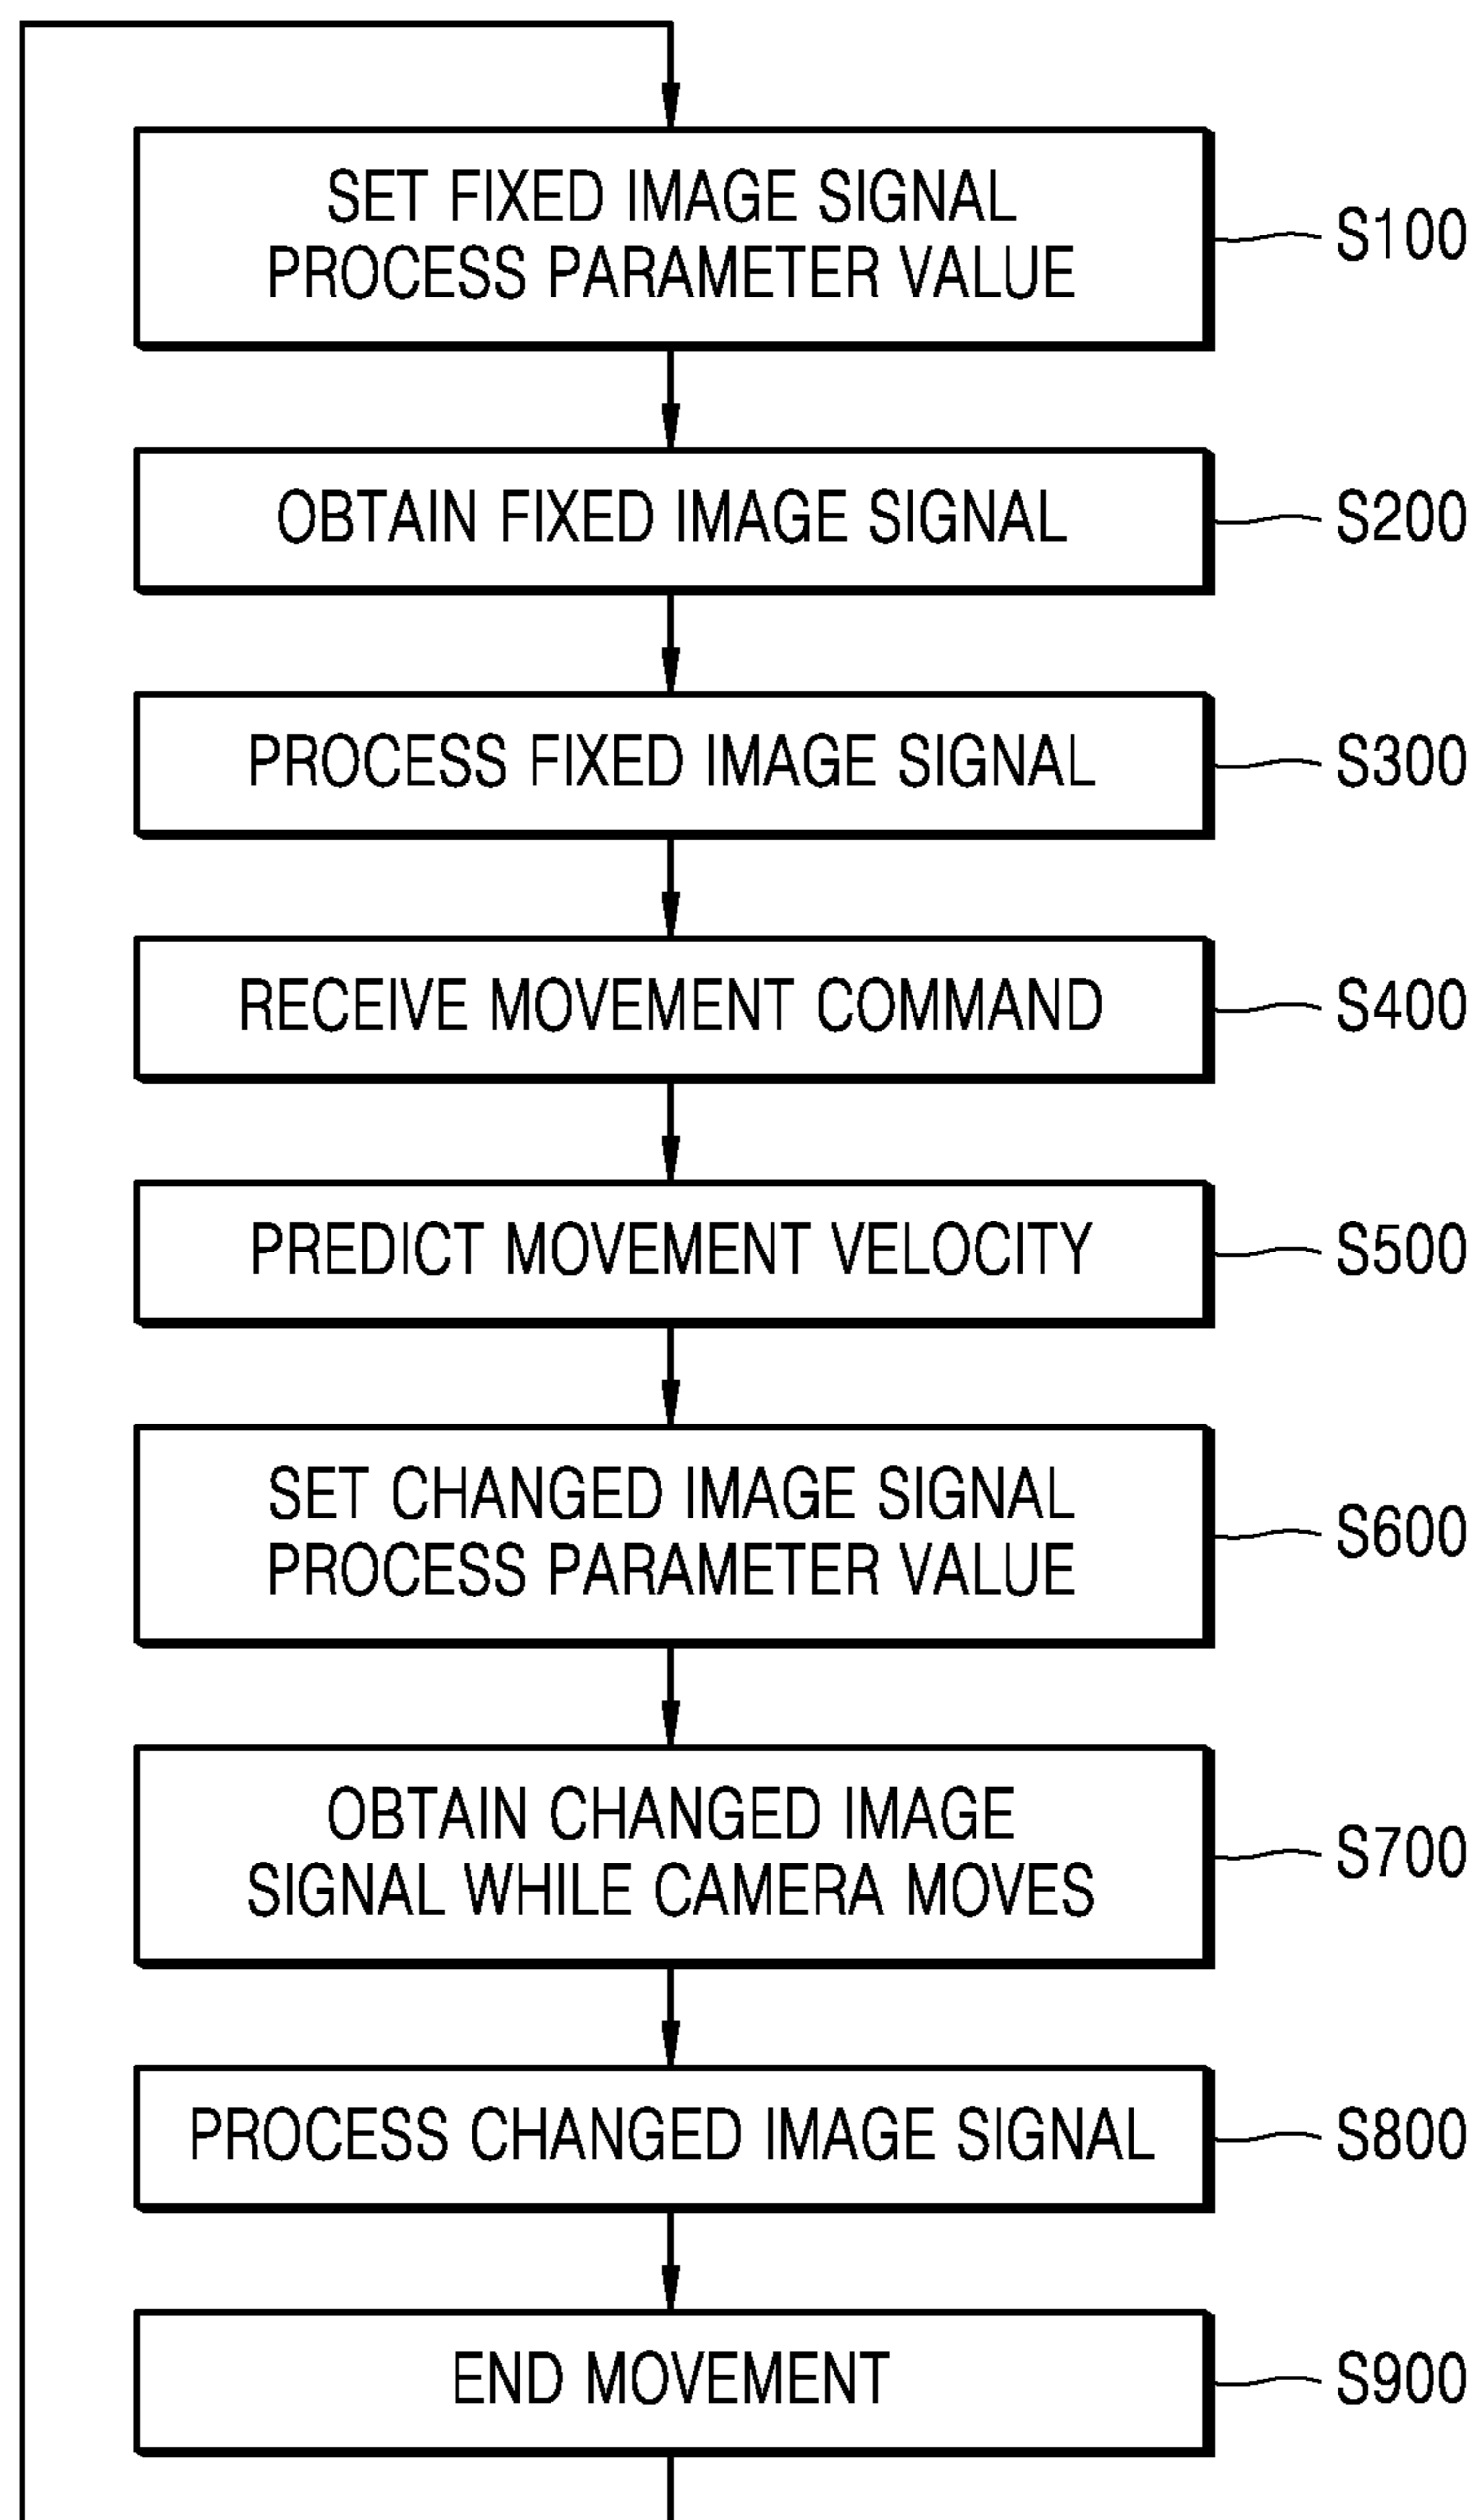 SET FIXED IMAGE SIGNAL
PROCESS PARAMETER VALUE
S100
OBTAIN FIXED IMAGE SIGNAL
S200
PROCESS FIXED IMAGE SIGNAL
S300
RECEIVE MOVEMENT COMMAND
S400
PREDICT MOVEMENT VELOCITY
S500
SET CHANGED IMAGE SIGNAL
PROCESS PARAMETER VALUE
S600
OBTAIN CHANGED IMAGE
SIGNAL WHILE CAMERA MOVES
S700
PROCESS CHANGED IMAGE SIGNAL
S800
END MOVEMENT
S900